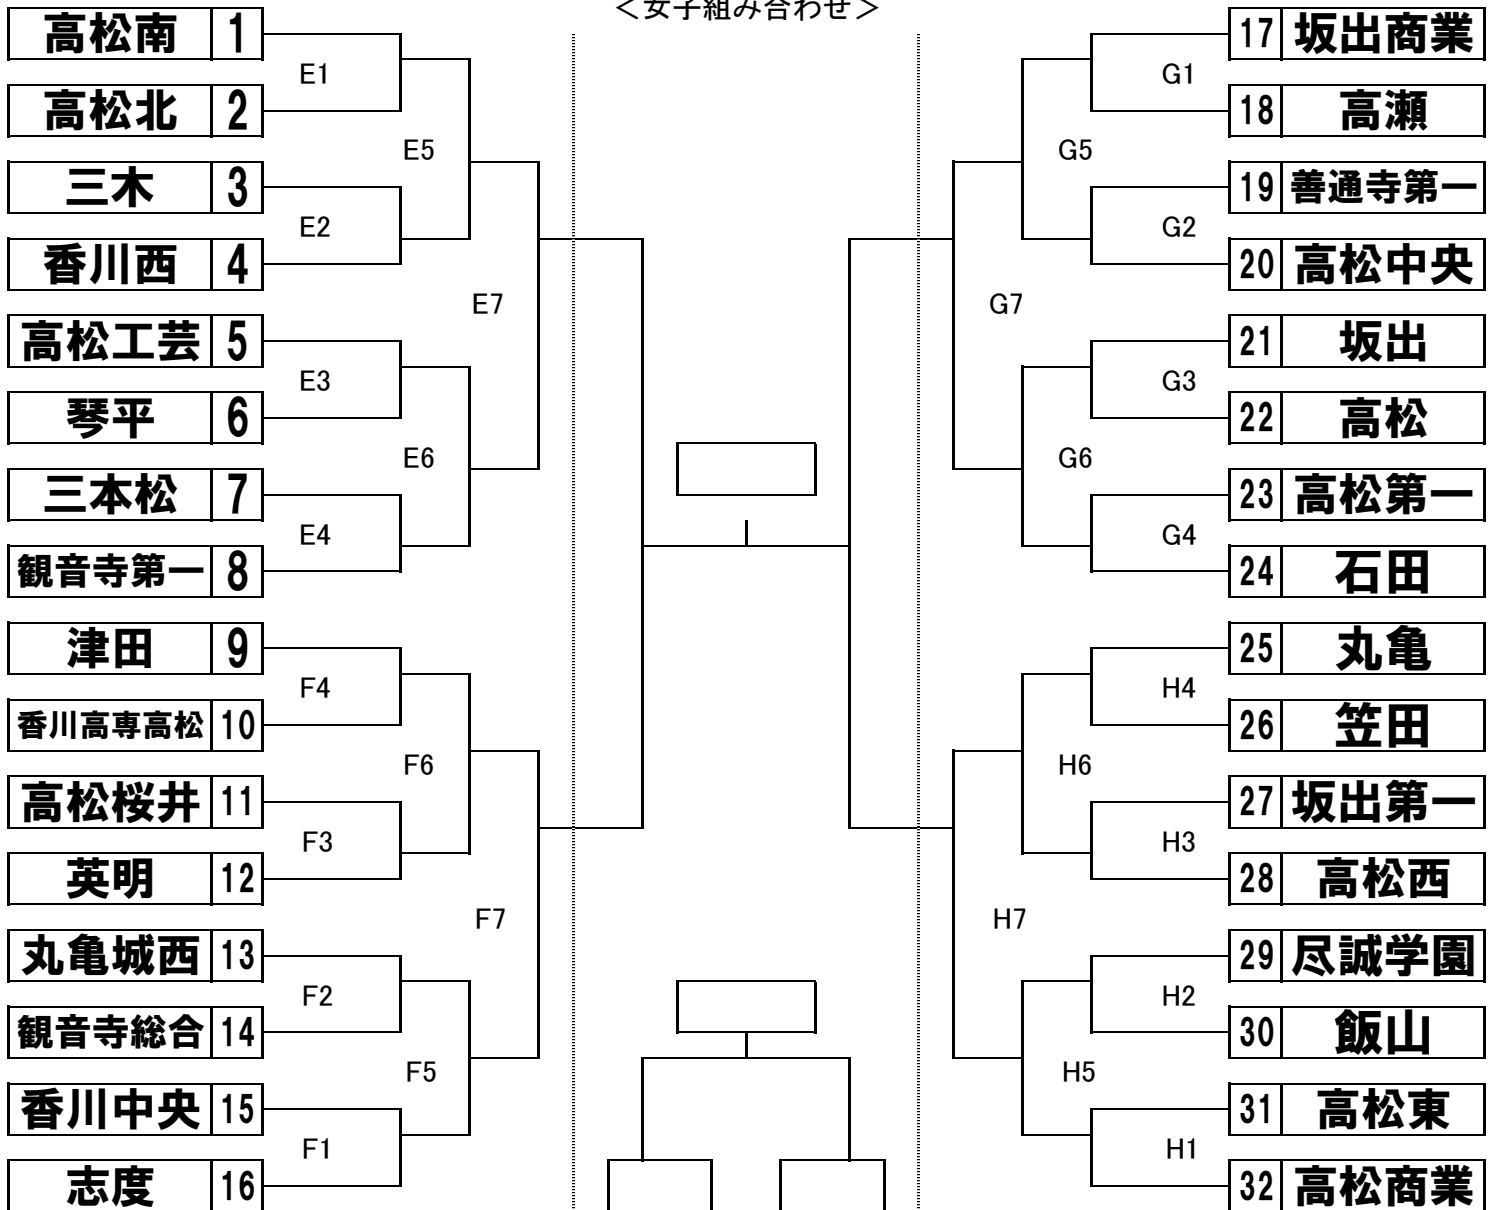 ＜女子組み合わせ＞
高松南 1
高松北 2
三木 3
香川西 4
高松工芸 5
琴平 6
三本松 7
観音寺第一 8
津田 9
香川高専高松 10
高松桜井 11
英明 12
丸亀城西 13
観音寺総合 14
香川中央 15
志度 16
E1
E2
E3
E4
F4
F3
F2
F1
E5
E6
F6
F5
E7
F7
G7
H7
G5
G6
H6
H5
G1
G2
G3
G4
H4
H3
H2
H1
17 坂出商業
18 高瀬
19 善通寺第一
20 高松中央
21 坂出
22 高松
23 高松第一
24 石田
25 丸亀
26 笠田
27 坂出第一
28 高松西
29 尽誠学園
30 飯山
31 高松東
32 高松商業